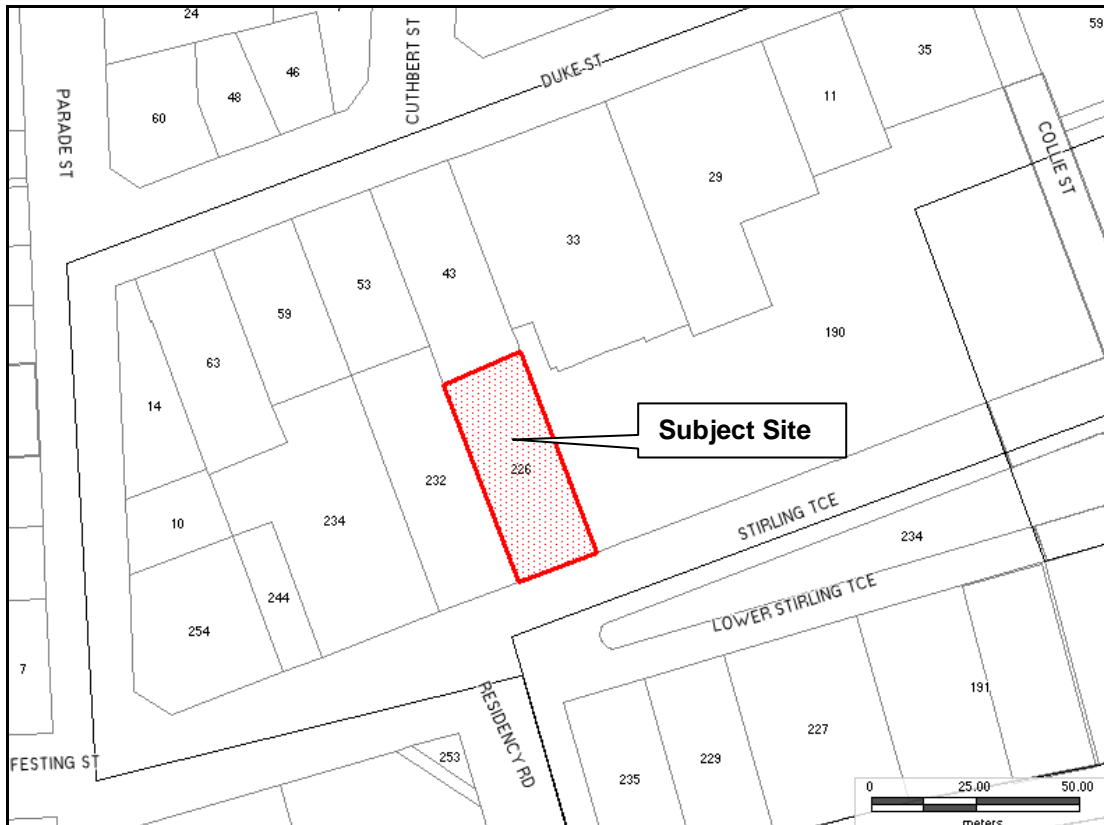 24
CUTHBERT ST
59
35
46
48
60
DUKE ST
11
PARADE ST
COLLIE ST
29
33
43
53
59
63
190
14
Subject Site
226
232
234
10
STIRLING TCE
234
244
LOWER STIRLING TCE
254
7
191
RESIDENCY RD
227
253
229
FESTING ST
235
0 25.00 50.00
meters